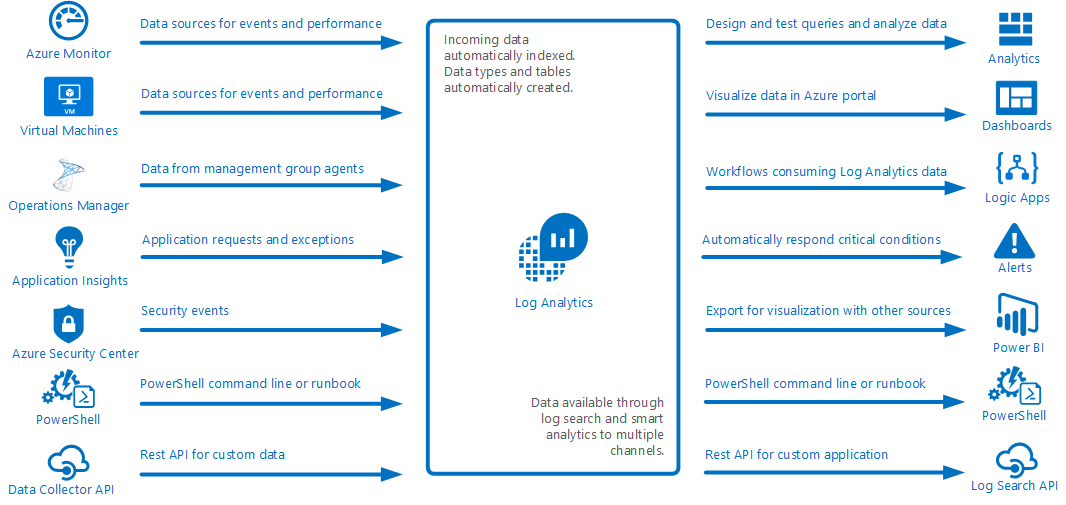 Data sources for events and performance
Azure Monitor
Data sources for events and performance
VM
Virtual Machines
Data from management group agents
Operations Manager
Application requests and exceptions
Application Insights
Security events
Azure Security Center
PowerShell command line or runbook
PowerShell
Rest API for custom data
Data Collector API
Incoming data
automatically indexed.
Data types and tables
automatically created.
Log Analytics
Data available through
log search and smart
analytics to multiple
channels.
Design and test queries and analyze data
Analytics
Visualize data in Azure portal
Dashboards
Workflows consuming Log Analytics data
Logic Apps
Automatically respond critical conditions
Alerts
Export for visualization with other sources
Power BI
PowerShell command line or runbook
PowerShell
Rest API for custom application
Log Search API